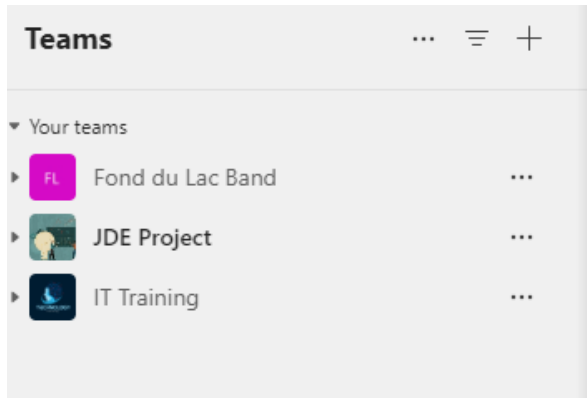 Teams
Your teams
FL
Fond du Lac Band
JDE Project
IT Training